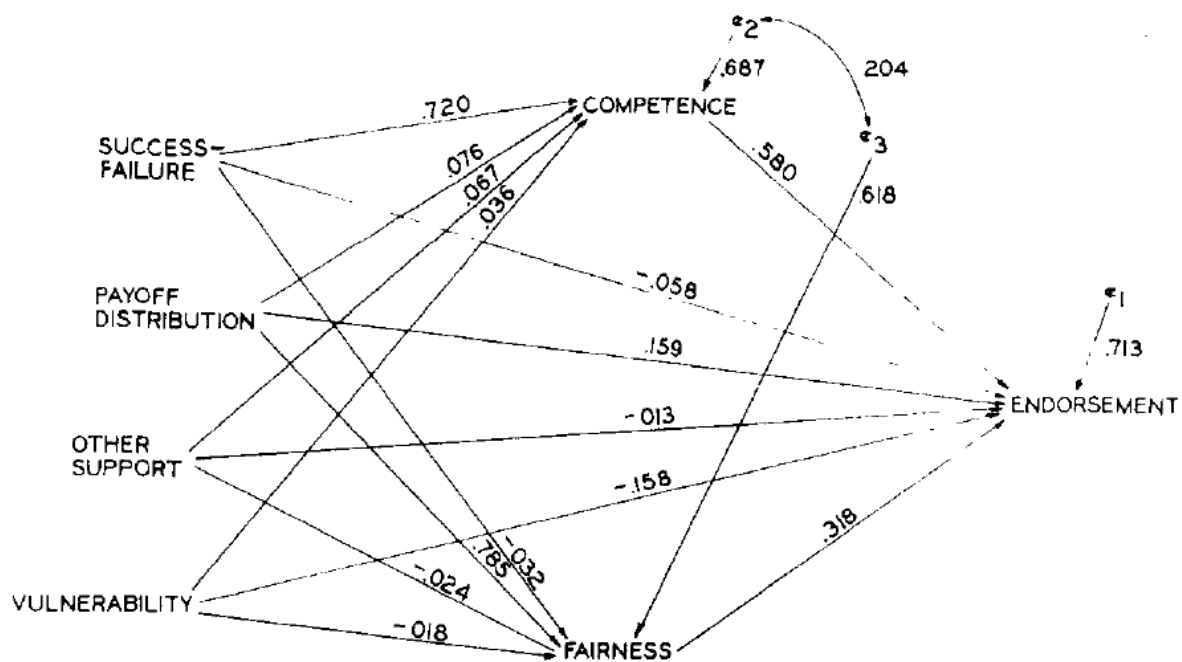 e2
.687
204
COMPETENCE
.720
e3
SUCCESS-
FAILURE
.076
.067
.036
.580
.618
PAYOFF
DISTRIBUTION
-.058
e1
.159
.713
ENDORSEMENT
OTHER
SUPPORT
-.013
-.158
.318
.785
-.032
-.024
VULNERABILITY
-.018
FAIRNESS